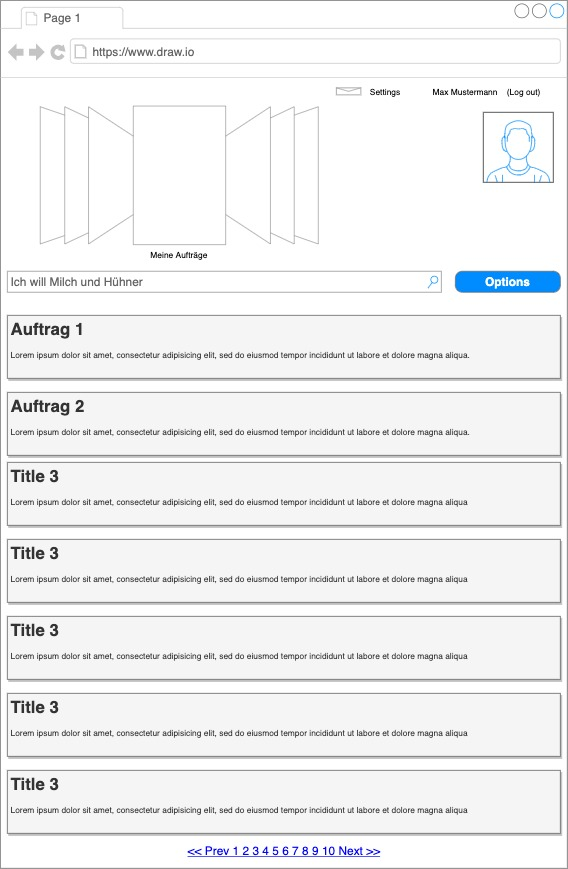 Page 1
https://www.draw.io
Settings
Max Mustermann
(Log out)
Meine Aufträge
Ich will Milch und Hühner
Options
Auftrag 1
Lorem ipsum dolor sit amet, consectetur adipisicing elit, sed do eiusmod tempor incididunt ut labore et dolore magna aliqua.
Auftrag 2
Lorem ipsum dolor sit amet, consectetur adipisicing elit, sed do eiusmod tempor incididunt ut labore et dolore magna aliqua.
Title 3
Lorem ipsum dolor sit amet, consectetur adipisicing elit, sed do eiusmod tempor incididunt ut labore et dolore magna aliqua
Title 3
Lorem ipsum dolor sit amet, consectetur adipisicing elit, sed do eiusmod tempor incididunt ut labore et dolore magna aliqua
Title 3
Lorem ipsum dolor sit amet, consectetur adipisicing elit, sed do eiusmod tempor incididunt ut labore et dolore magna aliqua
Title 3
Lorem ipsum dolor sit amet, consectetur adipisicing elit, sed do eiusmod tempor incididunt ut labore et dolore magna aliqua
Title 3
Lorem ipsum dolor sit amet, consectetur adipisicing elit, sed do eiusmod tempor incididunt ut labore et dolore magna aliqua
<< Prev 1 2 3 4 5 6 7 8 9 10 Next >>